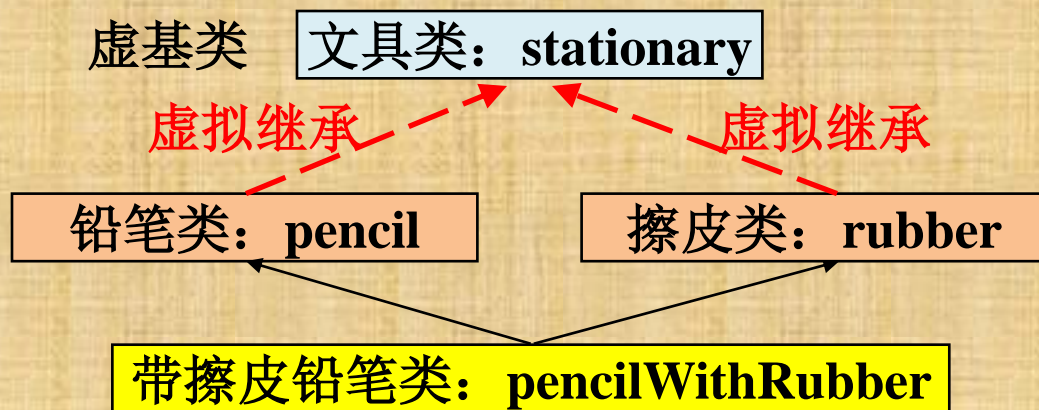 虚基类 文具类：stationary
虚拟继承 虚拟继承
铅笔类：pencil 擦皮类：rubber
带擦皮铅笔类：pencilWithRubber